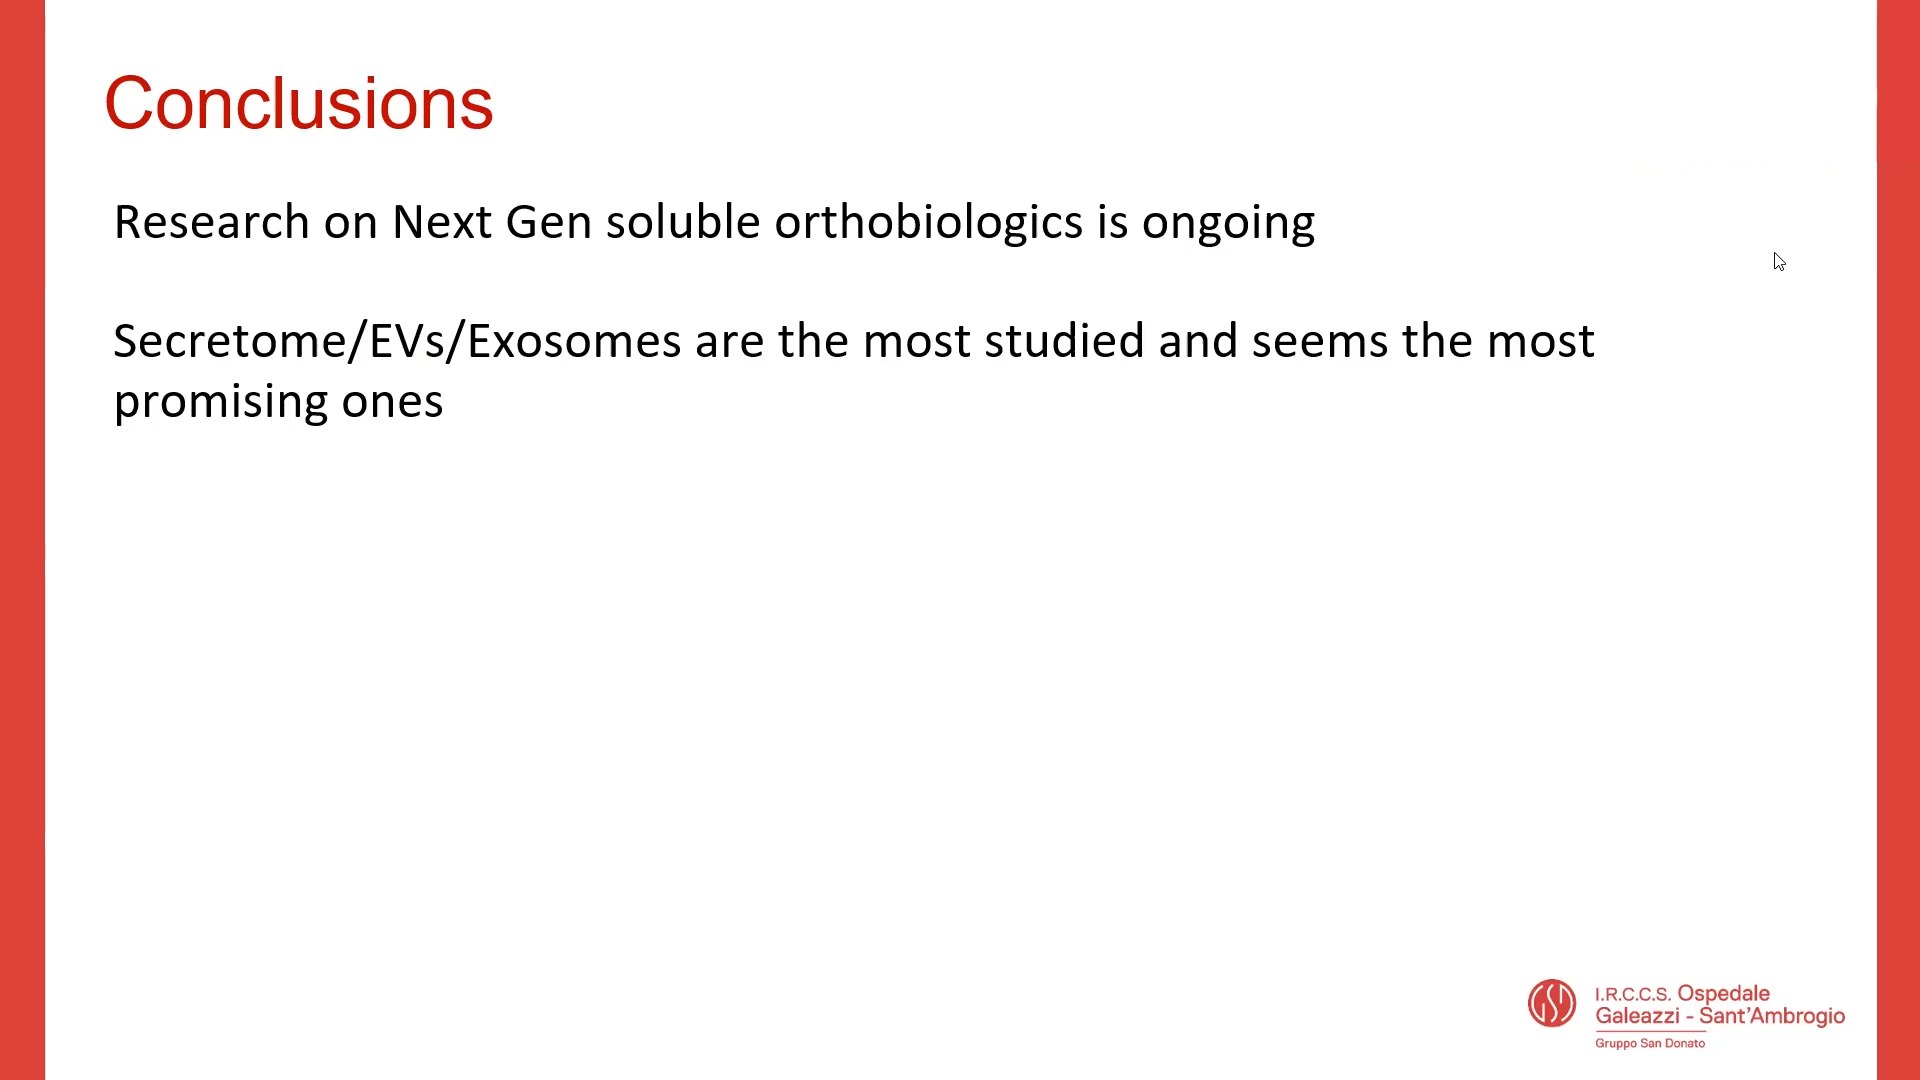 Conclusions
Research on Next Gen soluble orthobiologics is ongoing
Secretome/EVs/Exosomes are the most studied and seems the most
promising ones
GSD
I.R.C.C.S. Ospedale
Galeazzi - Sant'Ambrogio
Gruppo San Donato